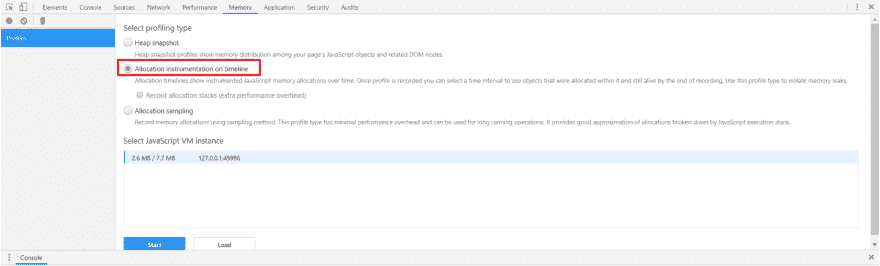 Elements Console Sources Network Performance Memory Application Security Audits
Profiles
Select profiling type
Heap snapshot
Heap snapshot profiles show memory distribution among your page's JavaScript objects and related DOM nodes.
Allocation instrumentation on timeline
Allocation timelines show instrumented JavaScript memory allocations over time. Once profile is recorded you can select a time interval to see objects that were allocated within it and still alive by the end of recording. Use this profile type to isolate memory leaks.
Record allocation stacks (extra performance overhead)
Allocation sampling
Record memory allocations using sampling method. This profile type has minimal performance overhead and can be used for long running operations. It provides good approximation of allocations broken down by JavaScript execution stack.
Select JavaScript VM instance
2.6 MB / 7.7 MB 127.0.0.1:49996
Start Load
Console